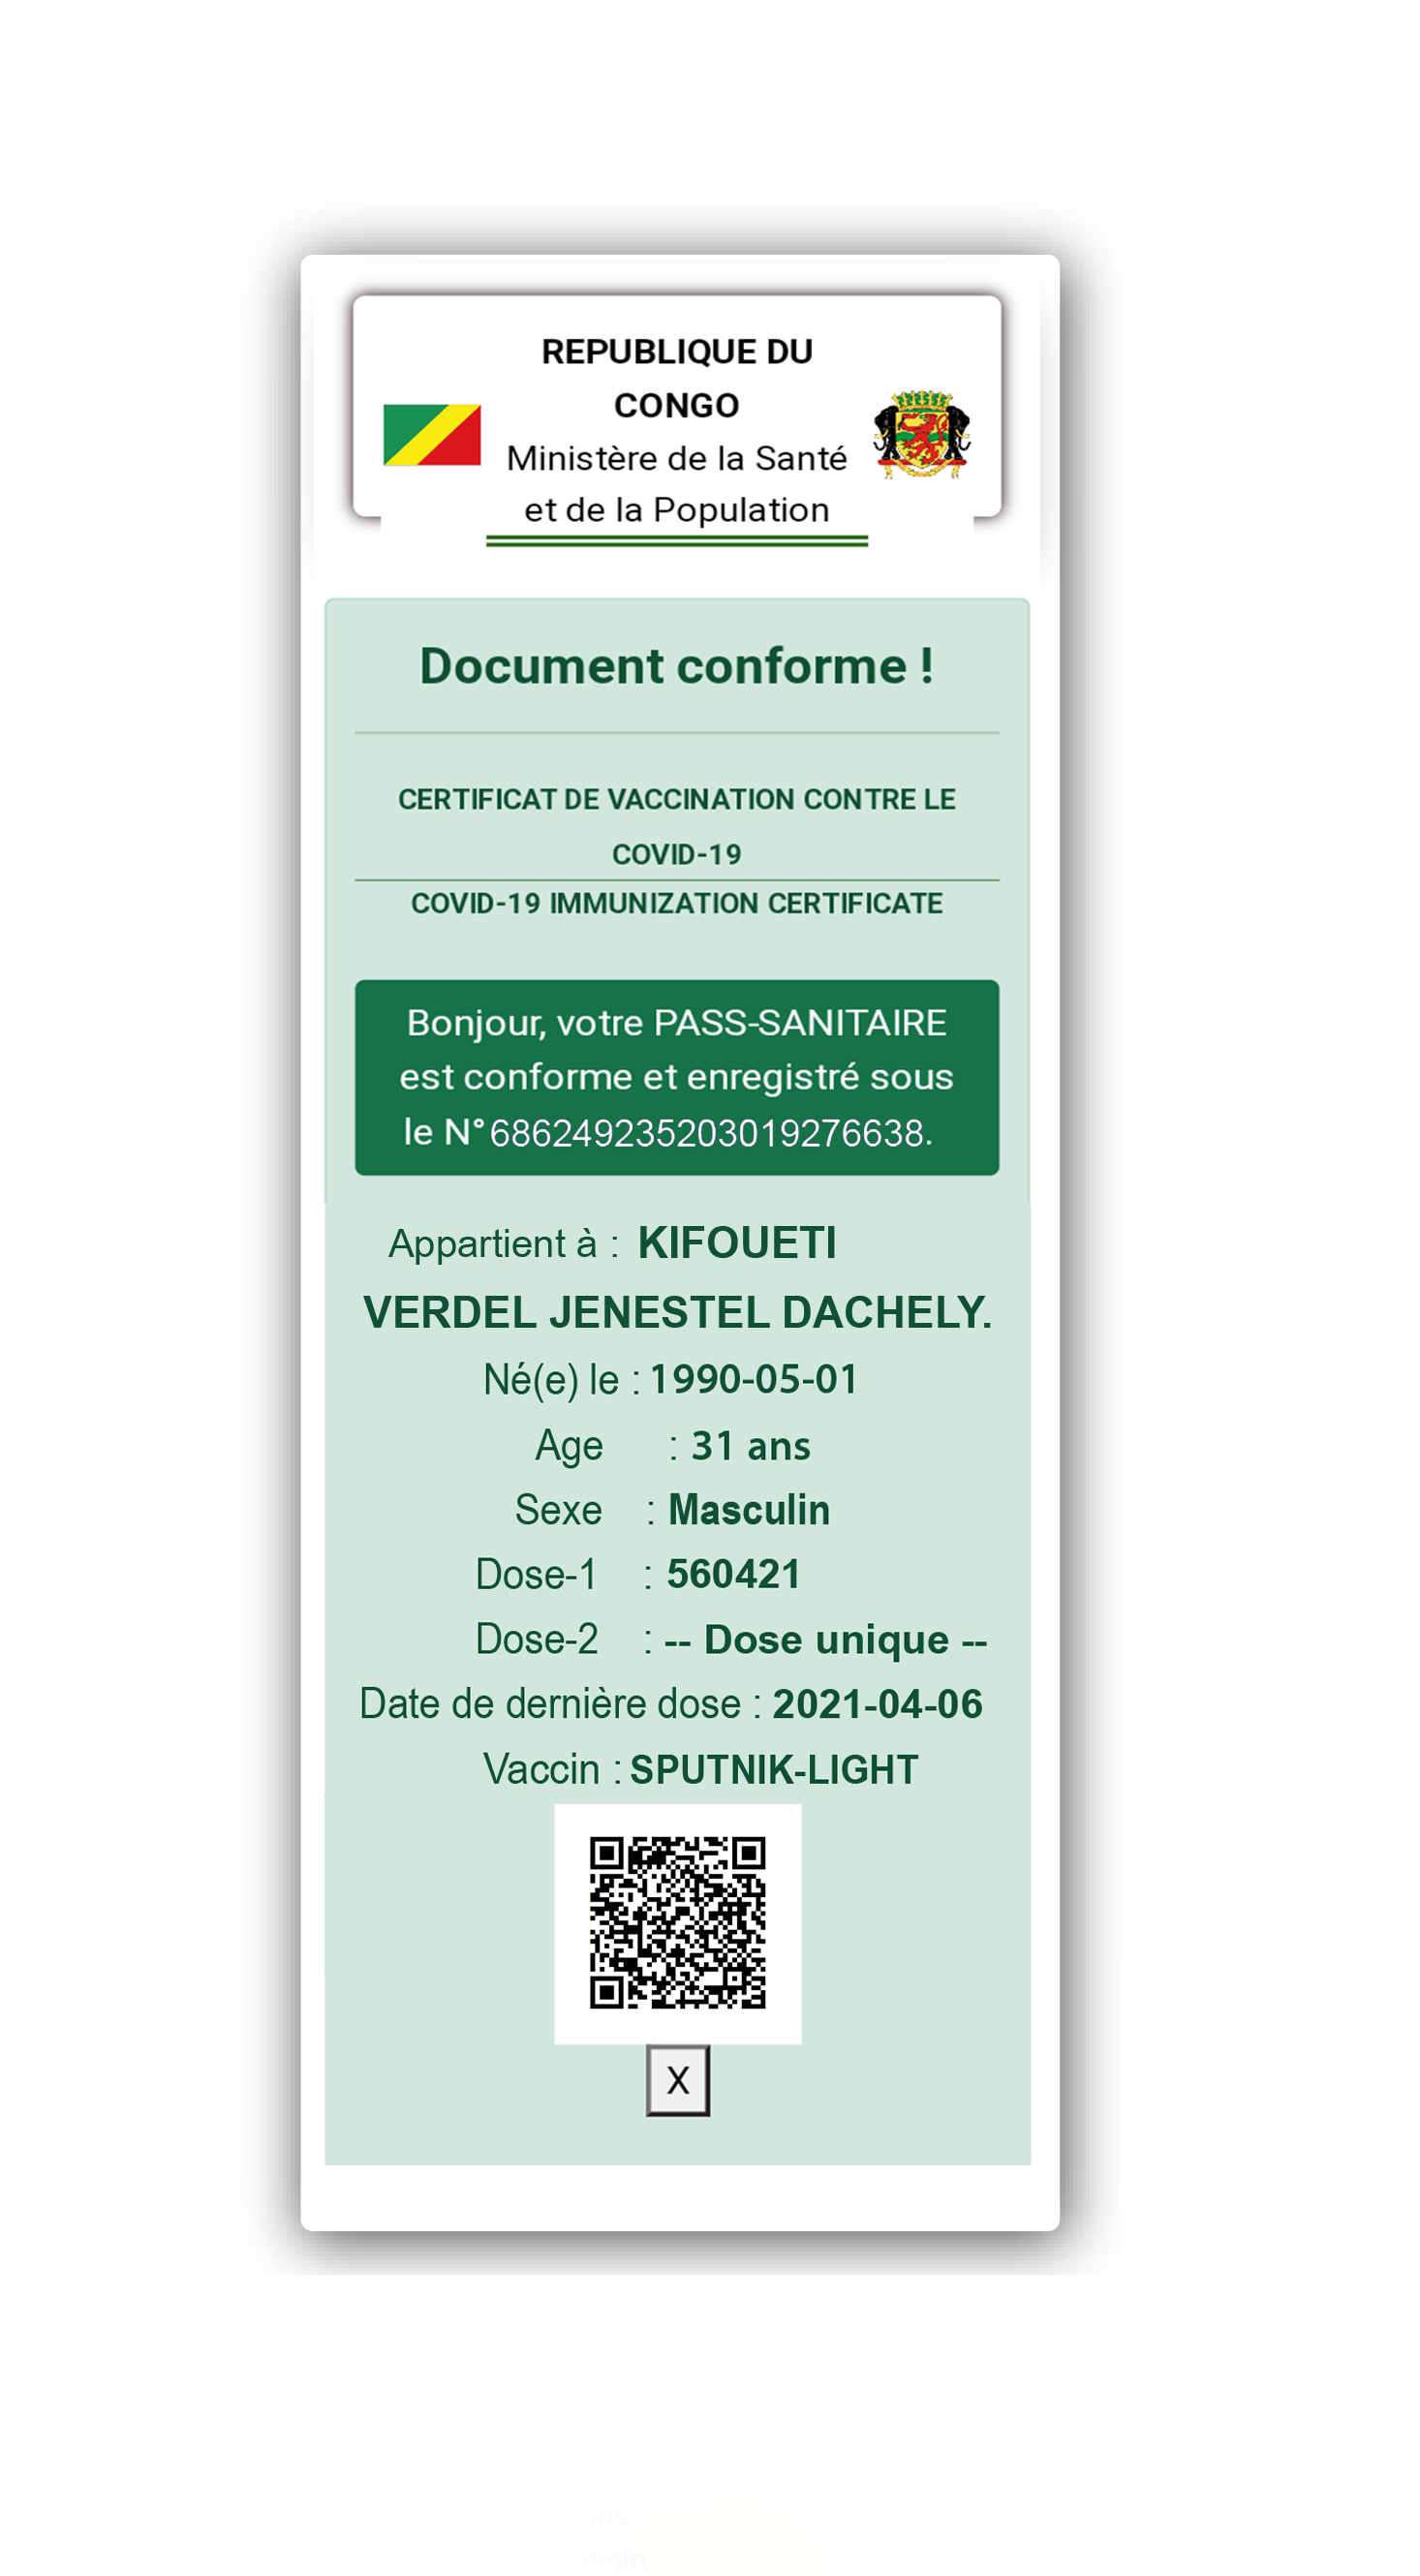 REPUBLIQUE DU
CONGO
Ministère de la Santé
et de la Population
Document conforme !
CERTIFICAT DE VACCINATION CONTRE LE
COVID-19
COVID-19 IMMUNIZATION CERTIFICATE
Bonjour, votre PASS-SANITAIRE
est conforme et enregistré sous
le N°686249235203019276638.
Appartient à : KIFOUETI
VERDEL JENESTEL DACHELY.
Né(e) le : 1990-05-01
Age : 31 ans
Sexe : Masculin
Dose-1 : 560421
Dose-2 : -- Dose unique --
Date de dernière dose : 2021-04-06
Vaccin : SPUTNIK-LIGHT
X